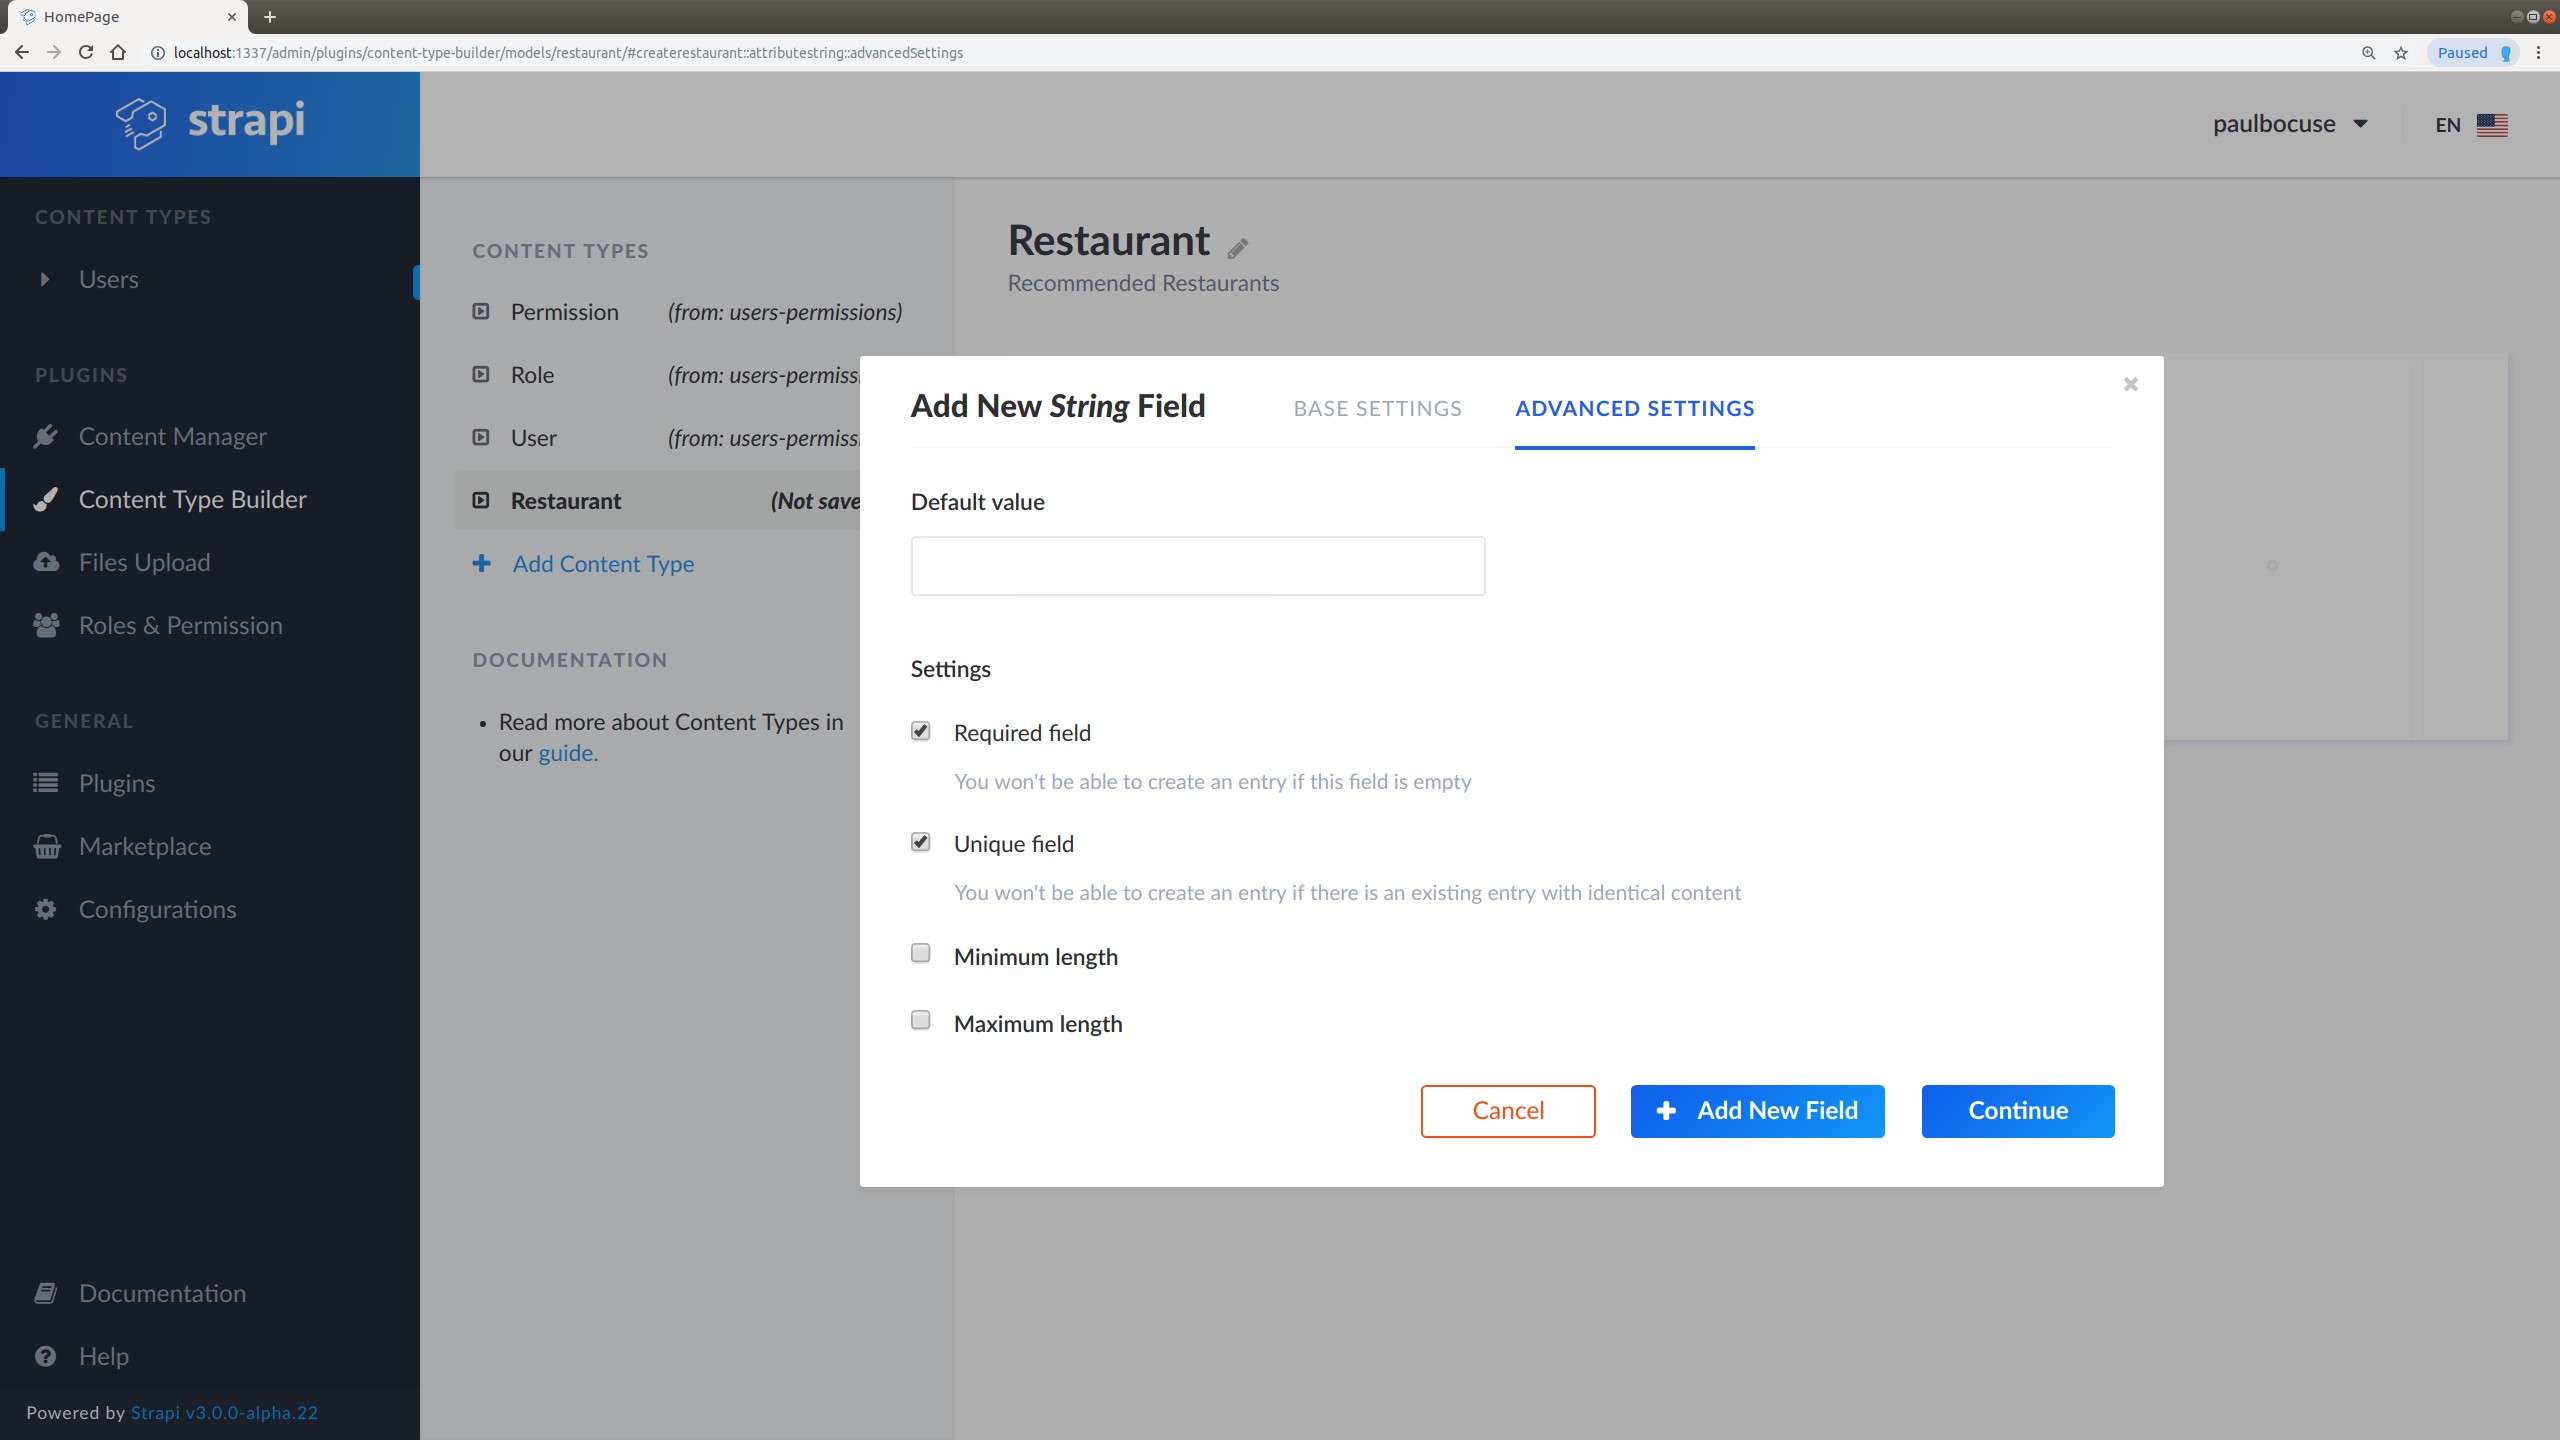 HomePage
localhost:1337/admin/plugins/content-type-builder/models/restaurant/#createrestaurant::attributestring::advancedSettings
Paused
strapi
paulbocuse
EN
CONTENT TYPES
Users
PLUGINS
Content Manager
Content Type Builder
Files Upload
Roles & Permission
GENERAL
Plugins
Marketplace
Configurations
Documentation
Help
Powered by Strapi v3.0.0-alpha.22
CONTENT TYPES
Permission (from: users-permissions)
Role (from: users-permiss
User (from: users-permiss
Restaurant (Not save
Add Content Type
DOCUMENTATION
Read more about Content Types in
our guide.
Restaurant
Recommended Restaurants
Add New String Field
BASE SETTINGS
ADVANCED SETTINGS
Default value
Settings
Required field
You won't be able to create an entry if this field is empty
Unique field
You won't be able to create an entry if there is an existing entry with identical content
Minimum length
Maximum length
Cancel
Add New Field
Continue